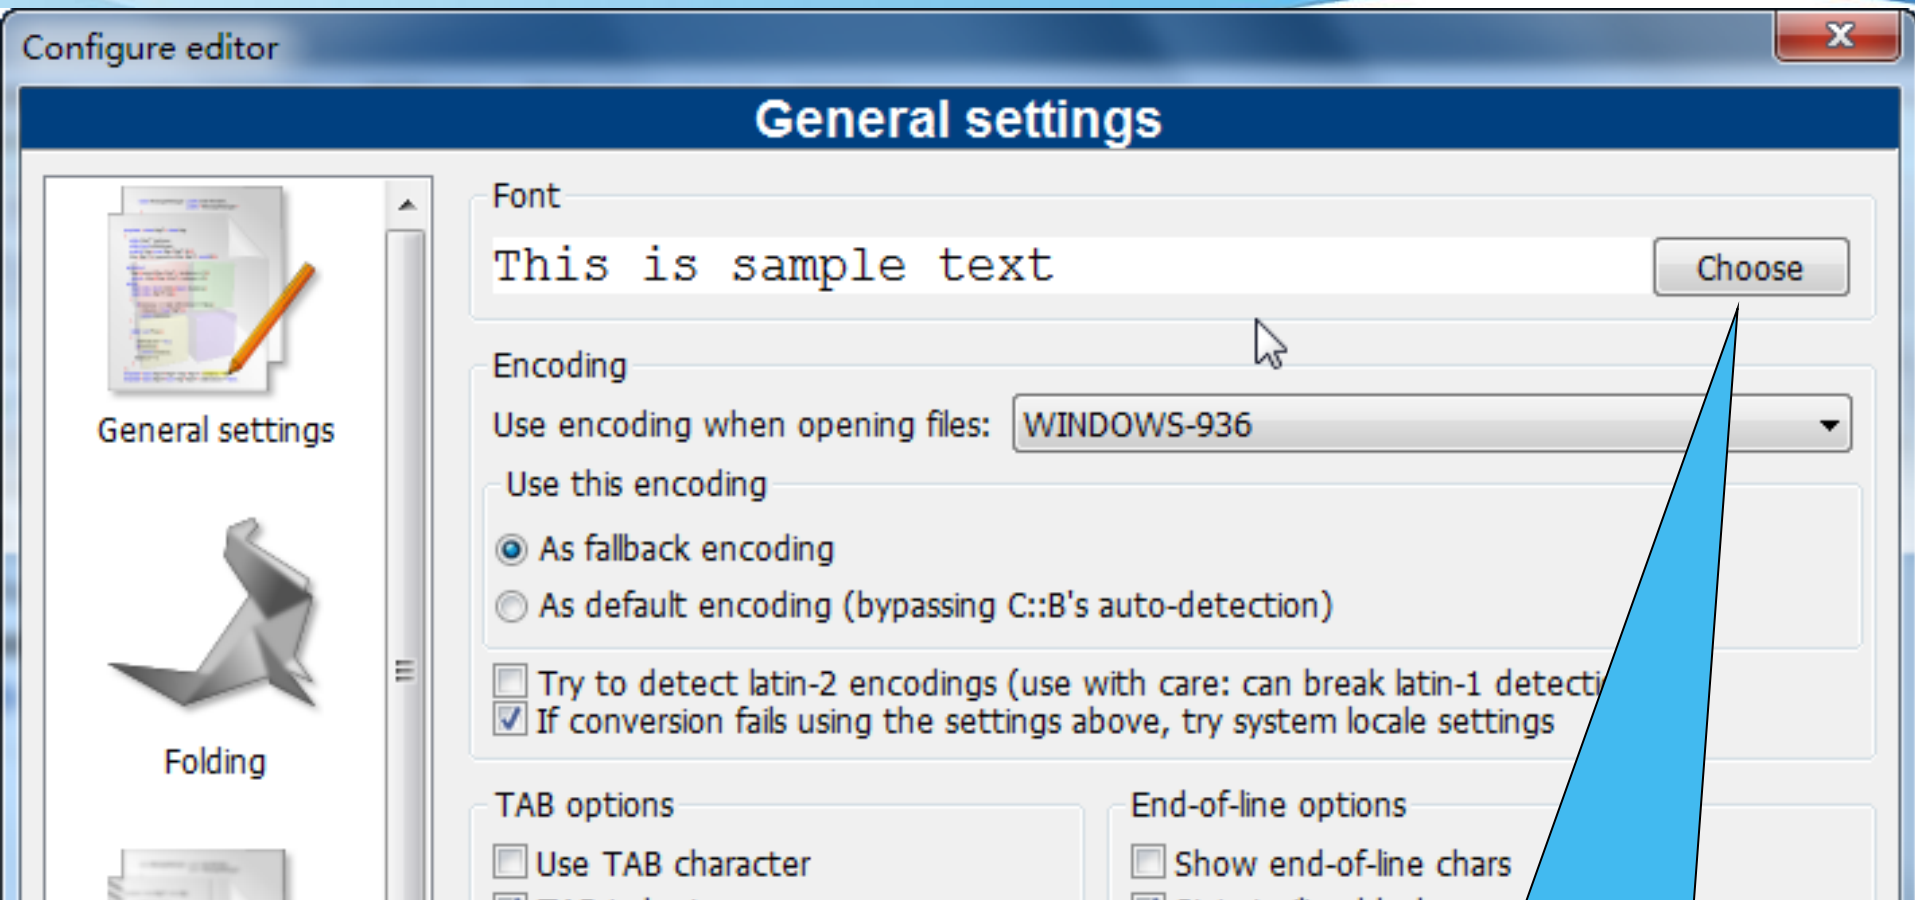 Configure editor
General settings
Font
This is sample text
Choose
Encoding
Use encoding when opening files: WINDOWS-936
Use this encoding
As fallback encoding
As default encoding (bypassing C::B's auto-detection)
Try to detect latin-2 encodings (use with care: can break latin-1 detecti
If conversion fails using the settings above, try system locale settings
General settings
Folding
TAB options
Use TAB character
End-of-line options
Show end-of-line chars